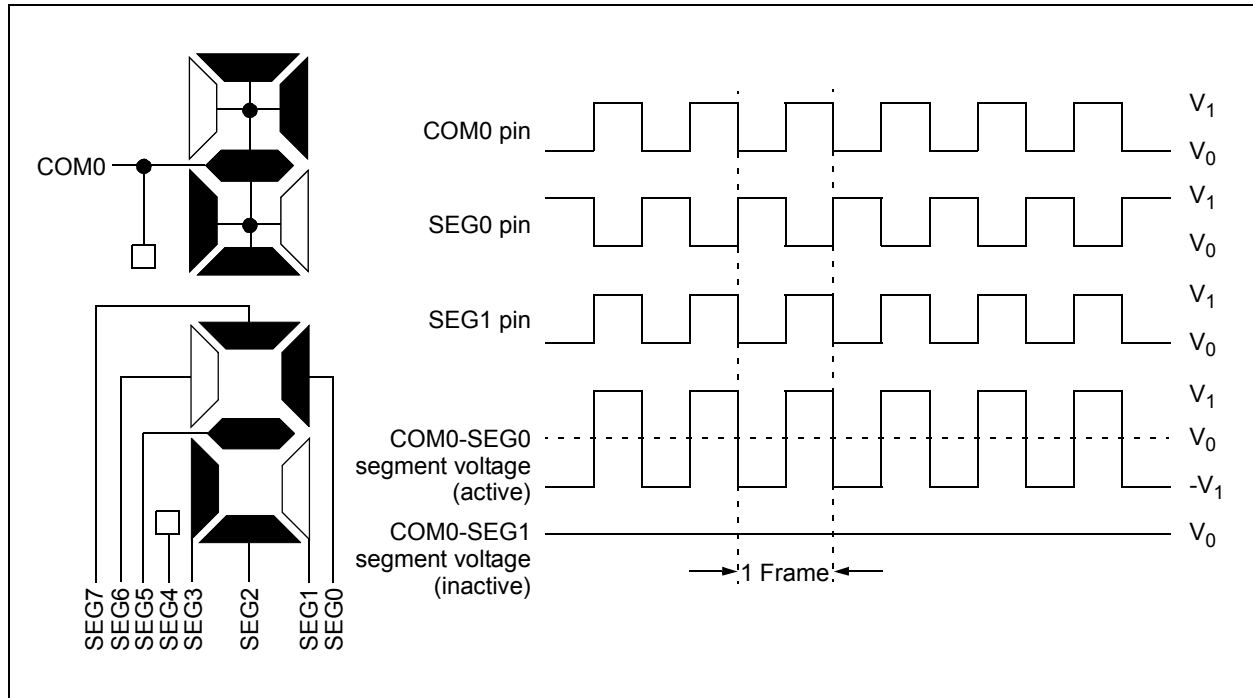 COM0
COM0 pin
V1
V0
SEG0 pin
V1
V0
SEG1 pin
V1
V0
COM0-SEG0
segment voltage
(active)
V1
V0
-V1
COM0-SEG1
segment voltage
(inactive)
V0
1 Frame
SEG7
SEG6
SEG5
SEG4
SEG3
SEG2
SEG1
SEG0